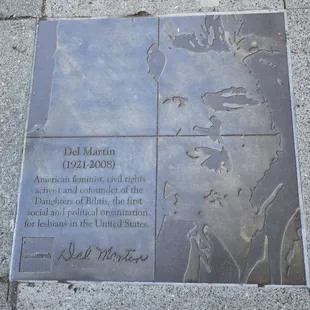 Del Martin
(1921-2008)
American feminist, civil rights
activist and cofounder of the
Daughters of Bilitis, the first
social and political organization
for lesbians in the United States.
Del Martin